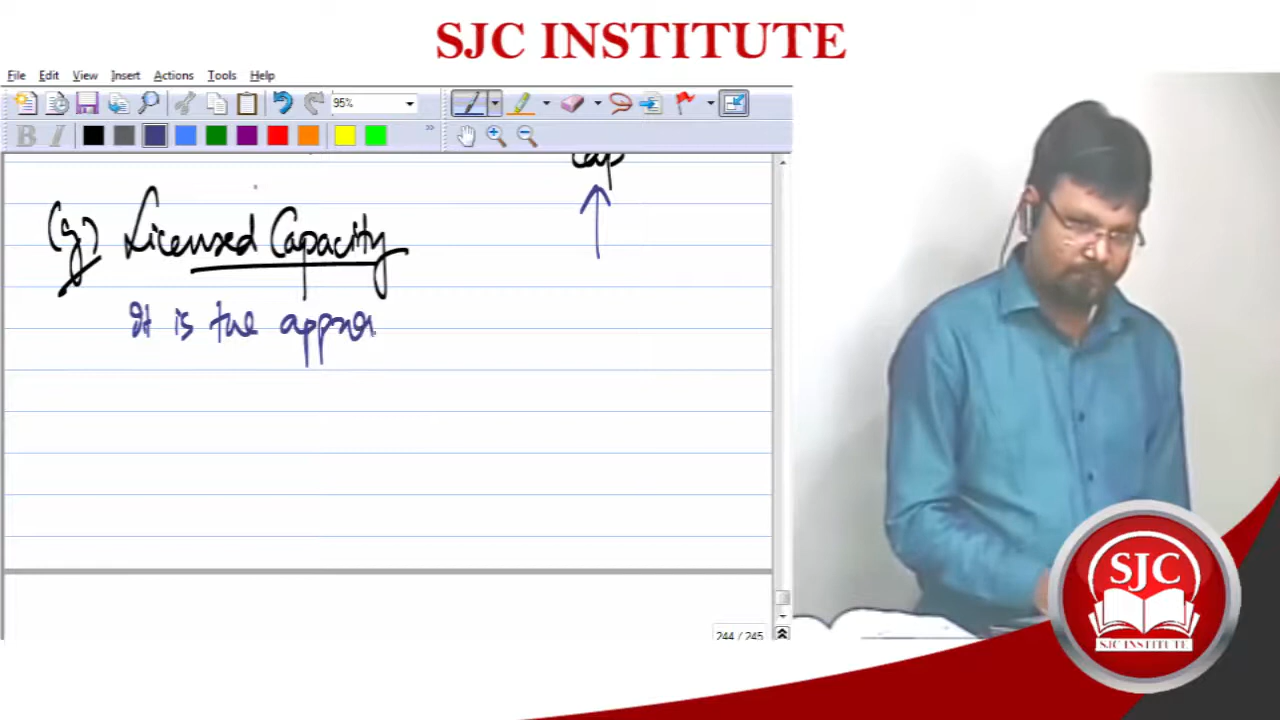 SJC INSTITUTE
File Edit View Insert Actions Tools Help
95%
B I
Cap
(g) Licensed Capacity
It is the appro
244 / 245
SJC
SJC INSTITUTE